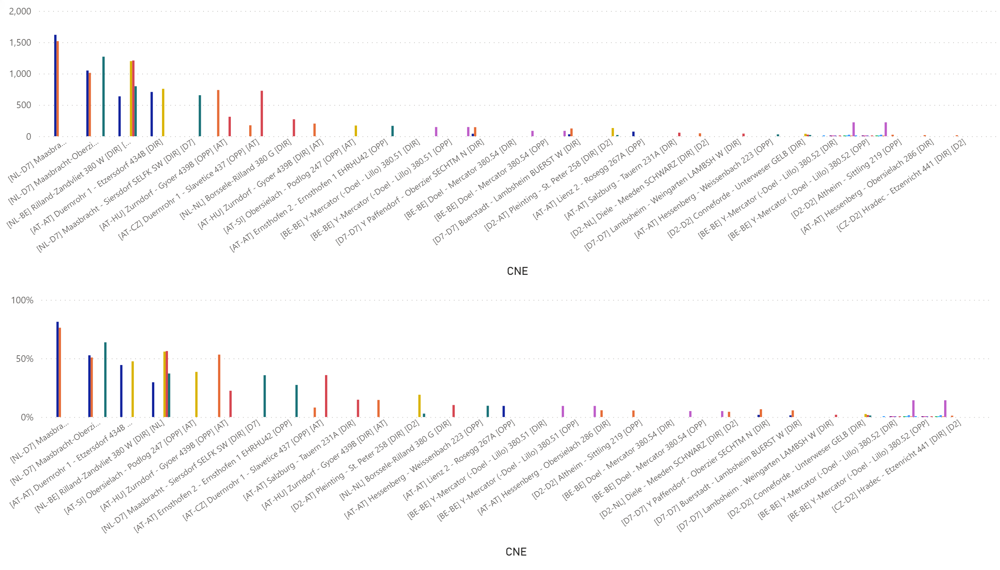 2,000
1,500
1,000
500
0
[NL-D7] Maasbra...
[NL-D7] Maasbracht-Oberzi...
[NL-BE] Rilland-Zandvliet 380 W [DIR] [...
[AT-AT] Duernrohr 1 - Etzersdorf 434B [DIR]
[NL-D7] Maasbracht - Siersdorf SELFK SW [DIR] [D7]
[AT-HU] Zurndorf - Gyoer 439B [OPP] [AT]
[AT-CZ] Duernrohr 1 - Slavetice 437 [OPP] [AT]
[NL-NL] Borssele-Rilland 380 G [DIR]
[AT-HU] Zurndorf - Gyoer 439B [DIR] [AT]
[AT-SI] Obersielach - Podlog 247 [OPP] [AT]
[AT-AT] Ernsthofen 2 - Ernsthofen 1 EHRHU42 [OPP]
[BE-BE] Y-Mercator (-Doel - Lillo) 380.51 [DIR]
[BE-BE] Y-Mercator (-Doel - Lillo) 380.51 [OPP]
[D7-D7] Y Paffendorf - Oberzier SECHTM N [DIR]
[BE-BE] Doel - Mercator 380.54 [DIR]
[BE-BE] Doel - Mercator 380.54 [OPP]
[D7-D7] Buerstadt - Lambsheim BUERST W [DIR]
[D2-AT] Pleinting - St. Peter 258 [DIR] [D2]
[AT-AT] Lienz 2 - Rosegg 267A [OPP]
[AT-AT] Salzburg - Tauern 231A [DIR]
[D2-NL] Diele - Meeden SCHWARZ [DIR] [D2]
[D7-D7] Lambsheim - Weingarten LAMBSH W [DIR]
[AT-AT] Hessenberg - Weissenbach 223 [OPP]
[D2-D2] Conneforde - Unterweser GELB [DIR]
[BE-BE] Y-Mercator (-Doel - Lillo) 380.52 [DIR]
[BE-BE] Y-Mercator (-Doel - Lillo) 380.52 [OPP]
[D2-D2] Altheim - Sittling 219 [OPP]
[AT-AT] Hessenberg - Obersielach 286 [DIR]
[CZ-D2] Hradec - Etzenricht 441 [DIR] [D2]
CNE
100%
50%
0%
[NL-D7] Maasbra...
[NL-D7] Maasbracht-Oberzi...
[AT-AT] Duernrohr 1 - Etzersdorf 434B ...
[NL-BE] Rilland-Zandvliet 380 W [DIR] [NL]
[AT-SI] Obersielach - Podlog 247 [OPP] [AT]
[AT-HU] Zurndorf - Gyoer 439B [OPP] [AT]
[NL-D7] Maasbracht - Siersdorf SELFK SW [DIR] [D7]
[AT-AT] Ernsthofen 2 - Ernsthofen 1 EHRHU42 [OPP]
[AT-CZ] Duernrohr 1 - Slavetice 437 [OPP] [AT]
[AT-AT] Salzburg - Tauern 231A [DIR]
[AT-HU] Zurndorf - Gyoer 439B [DIR] [AT]
[D2-AT] Pleinting - St. Peter 258 [DIR] [D2]
[NL-NL] Borssele-Rilland 380 G [DIR]
[AT-AT] Hessenberg - Weissenbach 223 [OPP]
[AT-AT] Lienz 2 - Rosegg 267A [OPP]
[BE-BE] Y-Mercator (-Doel - Lillo) 380.51 [DIR]
[BE-BE] Y-Mercator (-Doel - Lillo) 380.51 [OPP]
[AT-AT] Hessenberg - Obersielach 286 [DIR]
[D2-D2] Altheim - Sittling 219 [OPP]
[BE-BE] Doel - Mercator 380.54 [DIR]
[BE-BE] Doel - Mercator 380.54 [OPP]
[D2-NL] Diele - Meeden SCHWARZ [DIR] [D2]
[D7-D7] Y Paffendorf - Oberzier SECHTM N [DIR]
[D7-D7] Buerstadt - Lambsheim BUERST W [DIR]
[D7-D7] Lambsheim - Weingarten LAMBSH W [DIR]
[D2-D2] Conneforde - Unterweser GELB [DIR]
[BE-BE] Y-Mercator (-Doel - Lillo) 380.52 [DIR]
[BE-BE] Y-Mercator (-Doel - Lillo) 380.52 [OPP]
[CZ-D2] Hradec - Etzenricht 441 [DIR] [D2]
CNE